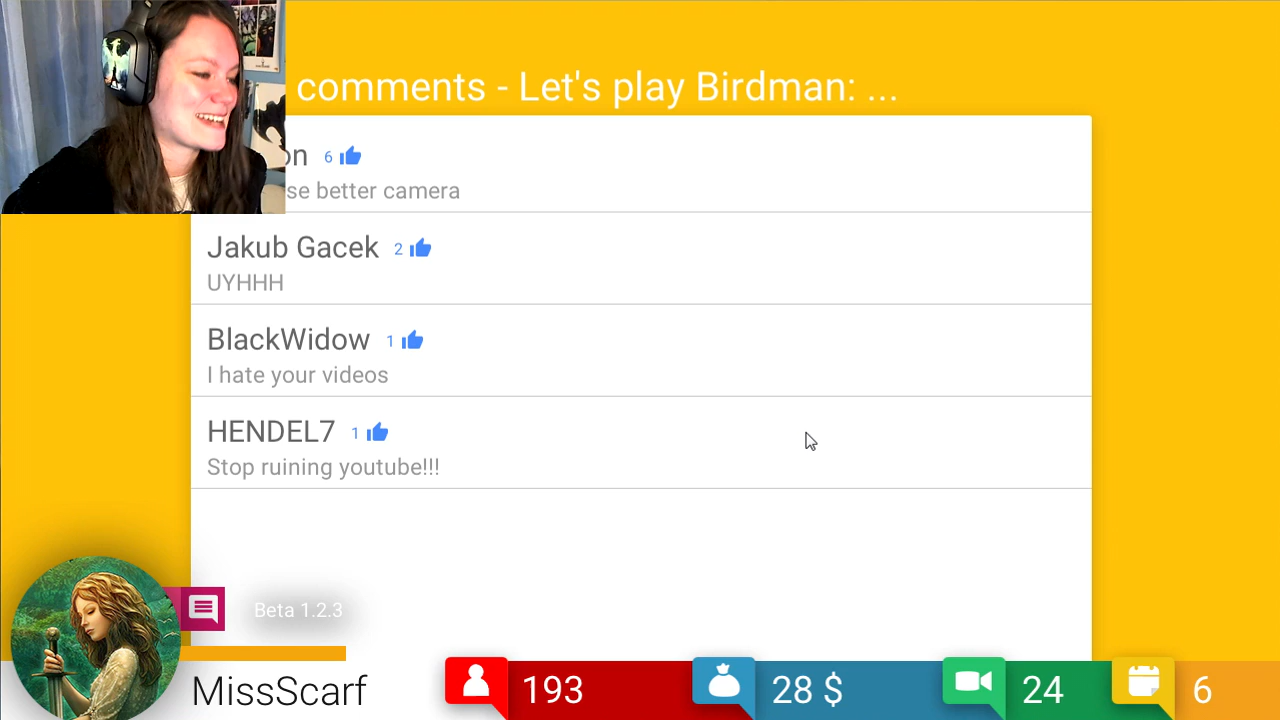 comments - Let's play Birdman: ...
on 6
se better camera
Jakub Gacek 2
UYHHH
BlackWidow 1
I hate your videos
HENDEL7 1
Stop ruining youtube!!!
Beta 1.2.3
MissScarf
193
28 $
24
6